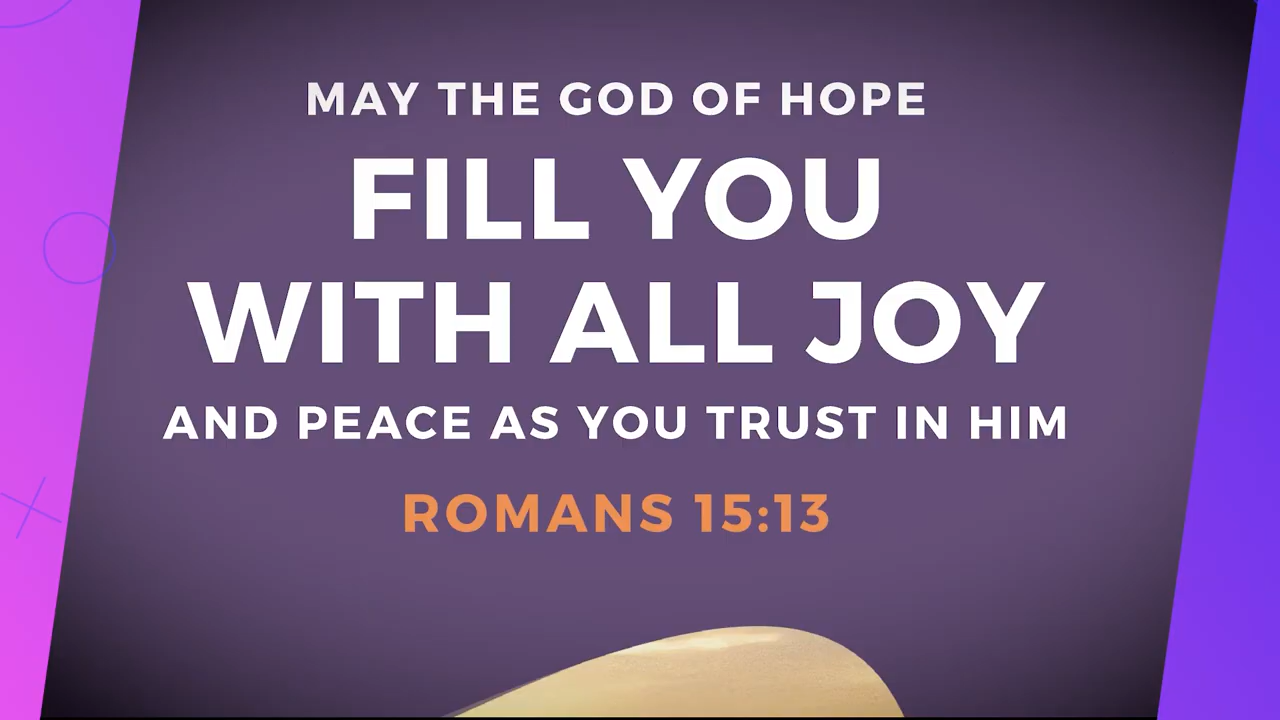 MAY THE GOD OF HOPE
FILL YOU
WITH ALL JOY
AND PEACE AS YOU TRUST IN HIM
ROMANS 15:13